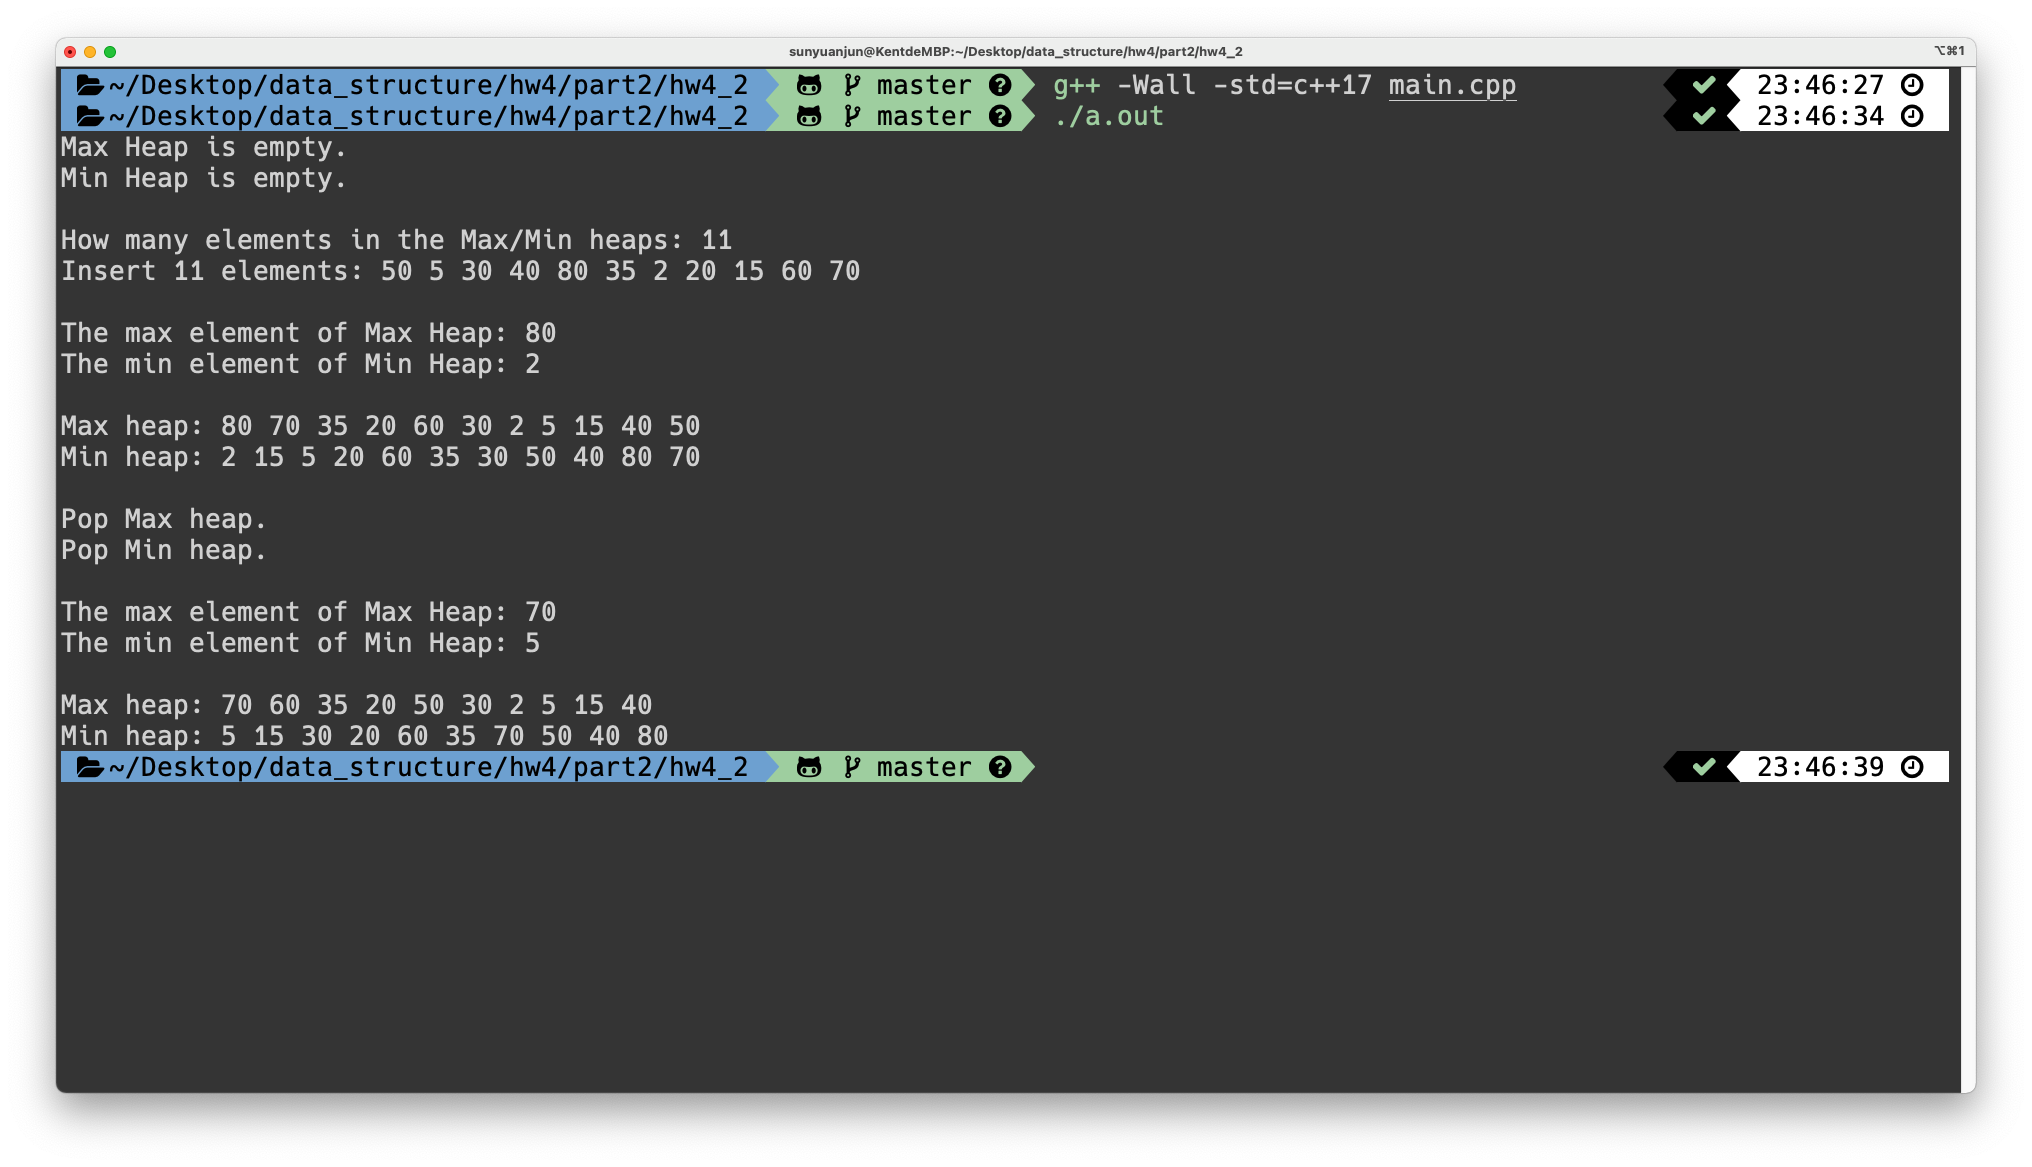 sunyuanjun@KentdeMBP:~/Desktop/data_structure/hw4/part2/hw4_2 ⌥⌘1
~/Desktop/data_structure/hw4/part2/hw4_2 master ? g++ -Wall -std=c++17 main.cpp ✔ 23:46:27
~/Desktop/data_structure/hw4/part2/hw4_2 master ? ./a.out ✔ 23:46:34
Max Heap is empty.
Min Heap is empty.
How many elements in the Max/Min heaps: 11
Insert 11 elements: 50 5 30 40 80 35 2 20 15 60 70
The max element of Max Heap: 80
The min element of Min Heap: 2
Max heap: 80 70 35 20 60 30 2 5 15 40 50
Min heap: 2 15 5 20 60 35 30 50 40 80 70
Pop Max heap.
Pop Min heap.
The max element of Max Heap: 70
The min element of Min Heap: 5
Max heap: 70 60 35 20 50 30 2 5 15 40
Min heap: 5 15 30 20 60 35 70 50 40 80
~/Desktop/data_structure/hw4/part2/hw4_2 master ? ✔ 23:46:39